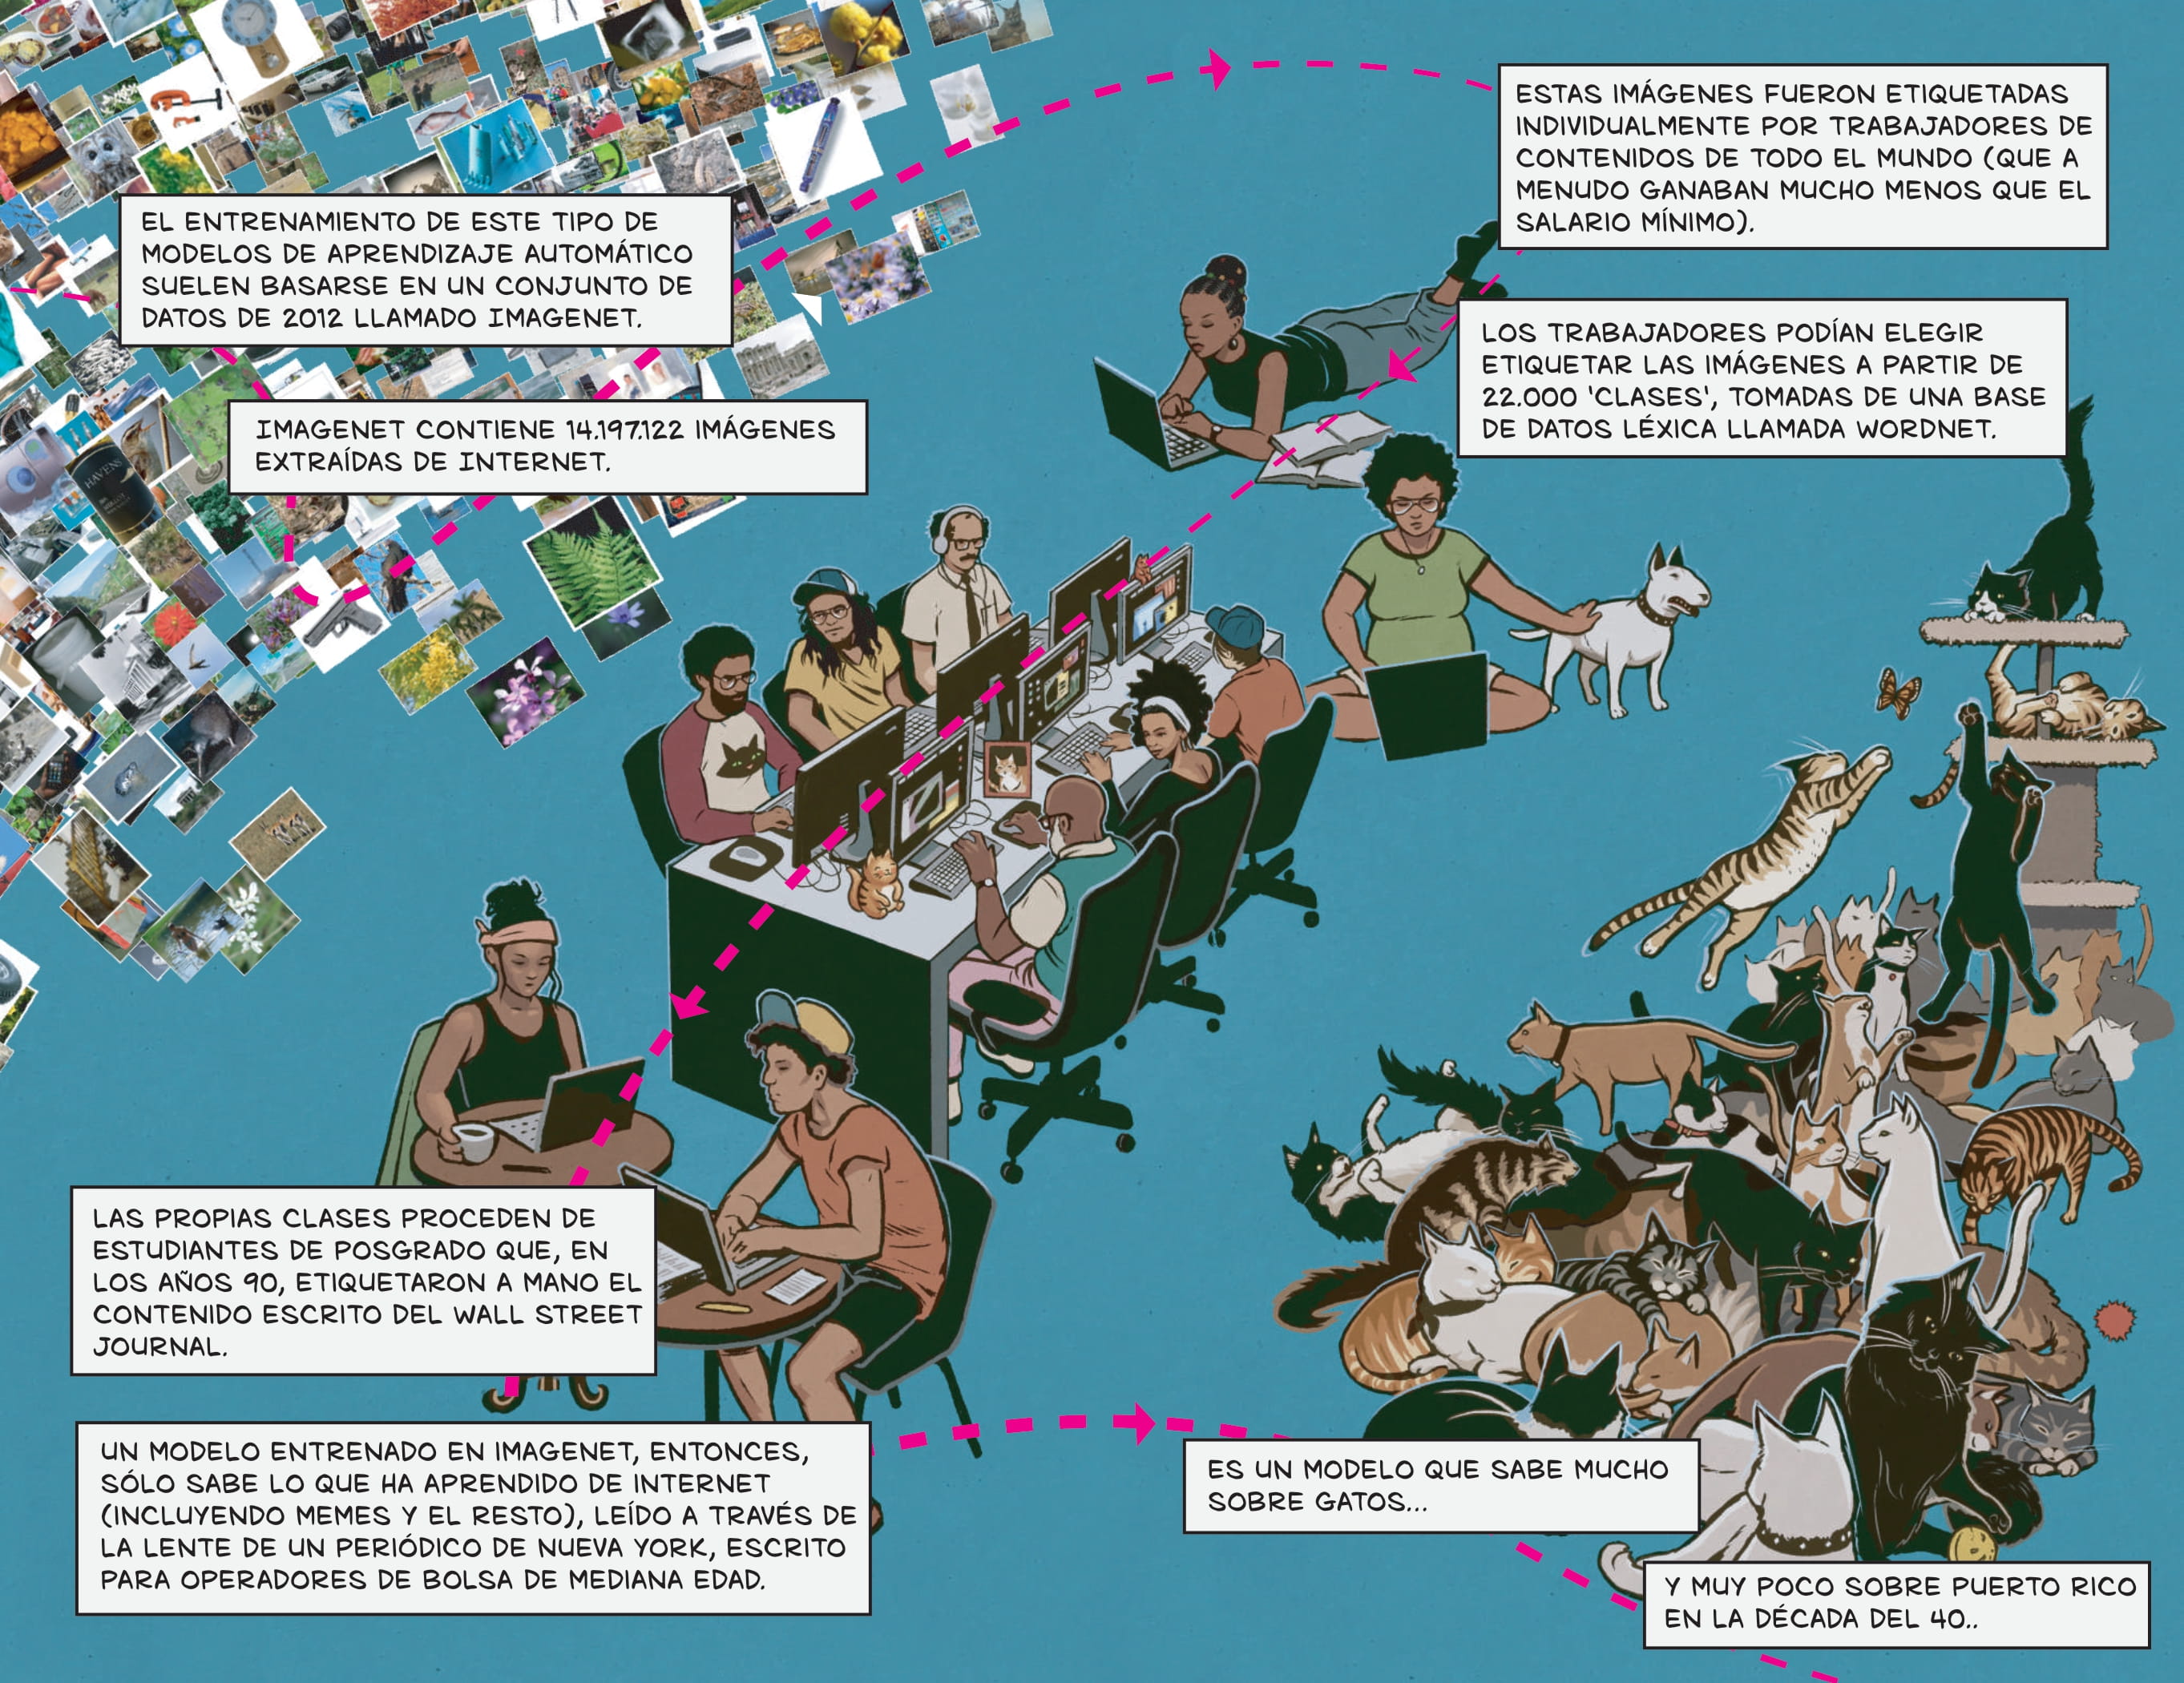 EL ENTRENAMIENTO DE ESTE TIPO DE
MODELOS DE APRENDIZAJE AUTOMÁTICO
SUELEN BASARSE EN UN CONJUNTO DE
DATOS DE 2012 LLAMADO IMAGENET.
IMAGENET CONTIENE 14.197.122 IMÁGENES
EXTRAÍDAS DE INTERNET.
HAVENS
ESTAS IMÁGENES FUERON ETIQUETADAS
INDIVIDUALMENTE POR TRABAJADORES DE
CONTENIDOS DE TODO EL MUNDO (QUE A
MENUDO GANABAN MUCHO MENOS QUE EL
SALARIO MÍNIMO).
LOS TRABAJADORES PODÍAN ELEGIR
ETIQUETAR LAS IMÁGENES A PARTIR DE
22.000 'CLASES', TOMADAS DE UNA BASE
DE DATOS LÉXICA LLAMADA WORDNET.
LAS PROPIAS CLASES PROCEDEN DE
ESTUDIANTES DE POSGRADO QUE, EN
LOS AÑOS 90, ETIQUETARON A MANO EL
CONTENIDO ESCRITO DEL WALL STREET
JOURNAL.
UN MODELO ENTRENADO EN IMAGENET, ENTONCES,
SÓLO SABE LO QUE HA APRENDIDO DE INTERNET
(INCLUYENDO MEMES Y EL RESTO), LEÍDO A TRAVÉS DE
LA LENTE DE UN PERIÓDICO DE NUEVA YORK, ESCRITO
PARA OPERADORES DE BOLSA DE MEDIANA EDAD.
ES UN MODELO QUE SABE MUCHO
SOBRE GATOS...
Y MUY POCO SOBRE PUERTO RICO
EN LA DÉCADA DEL 40..